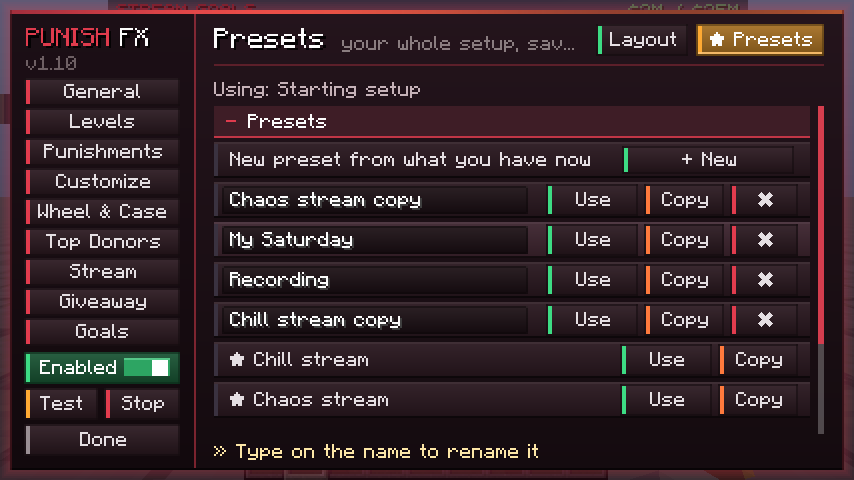 PUNISH FX
v1.10
General
Levels
Punishments
Customize
Wheel & Case
Top Donors
Stream
Giveaway
Goals
Enabled
Test Stop
Done
Presets your whole setup, sav... Layout Presets
Using: Starting setup
− Presets
New preset from what you have now + New
Chaos stream copy Use Copy ✖
My Saturday Use Copy ✖
Recording Use Copy ✖
Chill stream copy Use Copy ✖
★ Chill stream Use Copy
★ Chaos stream Use Copy
» Type on the name to rename it